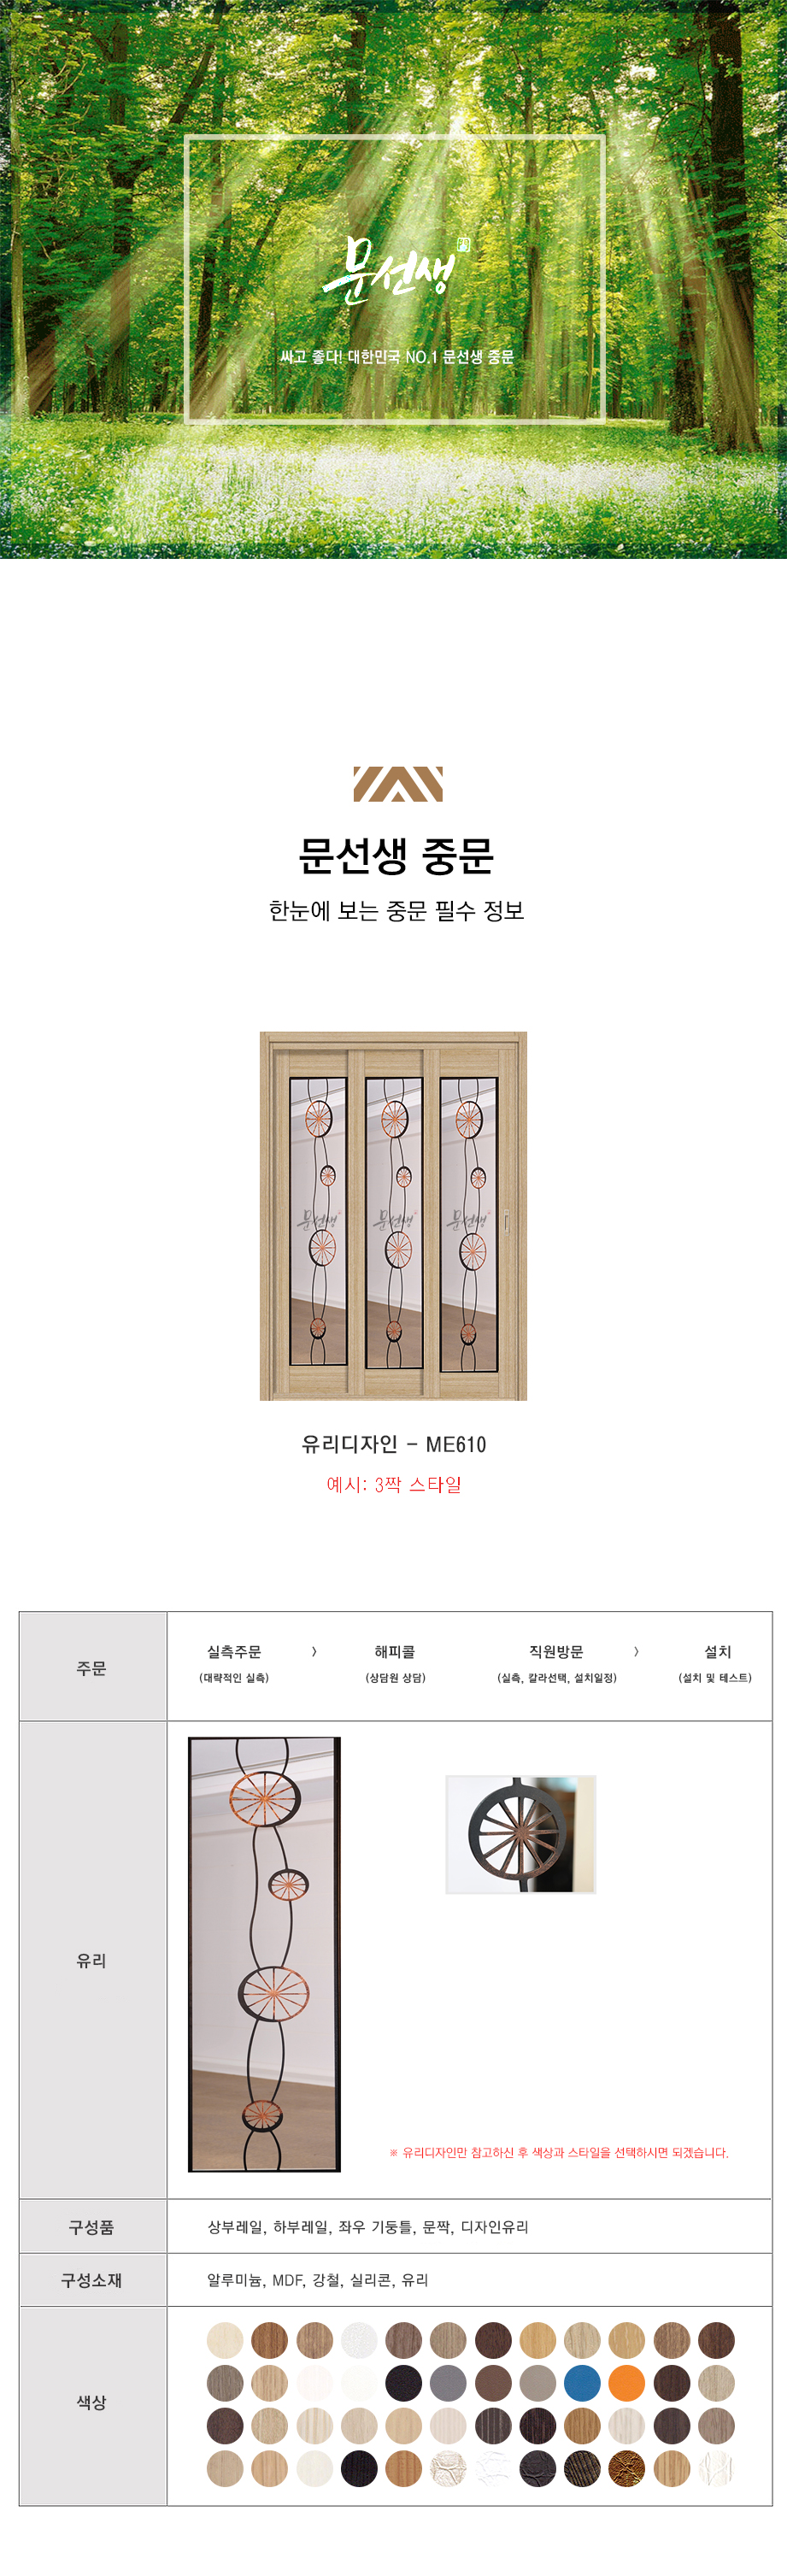 문선생
싸고 좋다! 대한민국 NO.1 문선생 중문
문선생 중문
한눈에 보는 중문 필수 정보
문선생 문선생 문선생
유리디자인 - ME610
예시: 3짝 스타일
주문
실측주문 > 해피콜 직원방문 > 설치
(대략적인 실측) (상담원 상담) (실측, 칼라선택, 설치일정) (설치 및 테스트)
유리
※ 유리디자인만 참고하신 후 색상과 스타일을 선택하시면 되겠습니다.
구성품 상부레일, 하부레일, 좌우 기둥틀, 문짝, 디자인유리
구성소재 알루미늄, MDF, 강철, 실리콘, 유리
색상